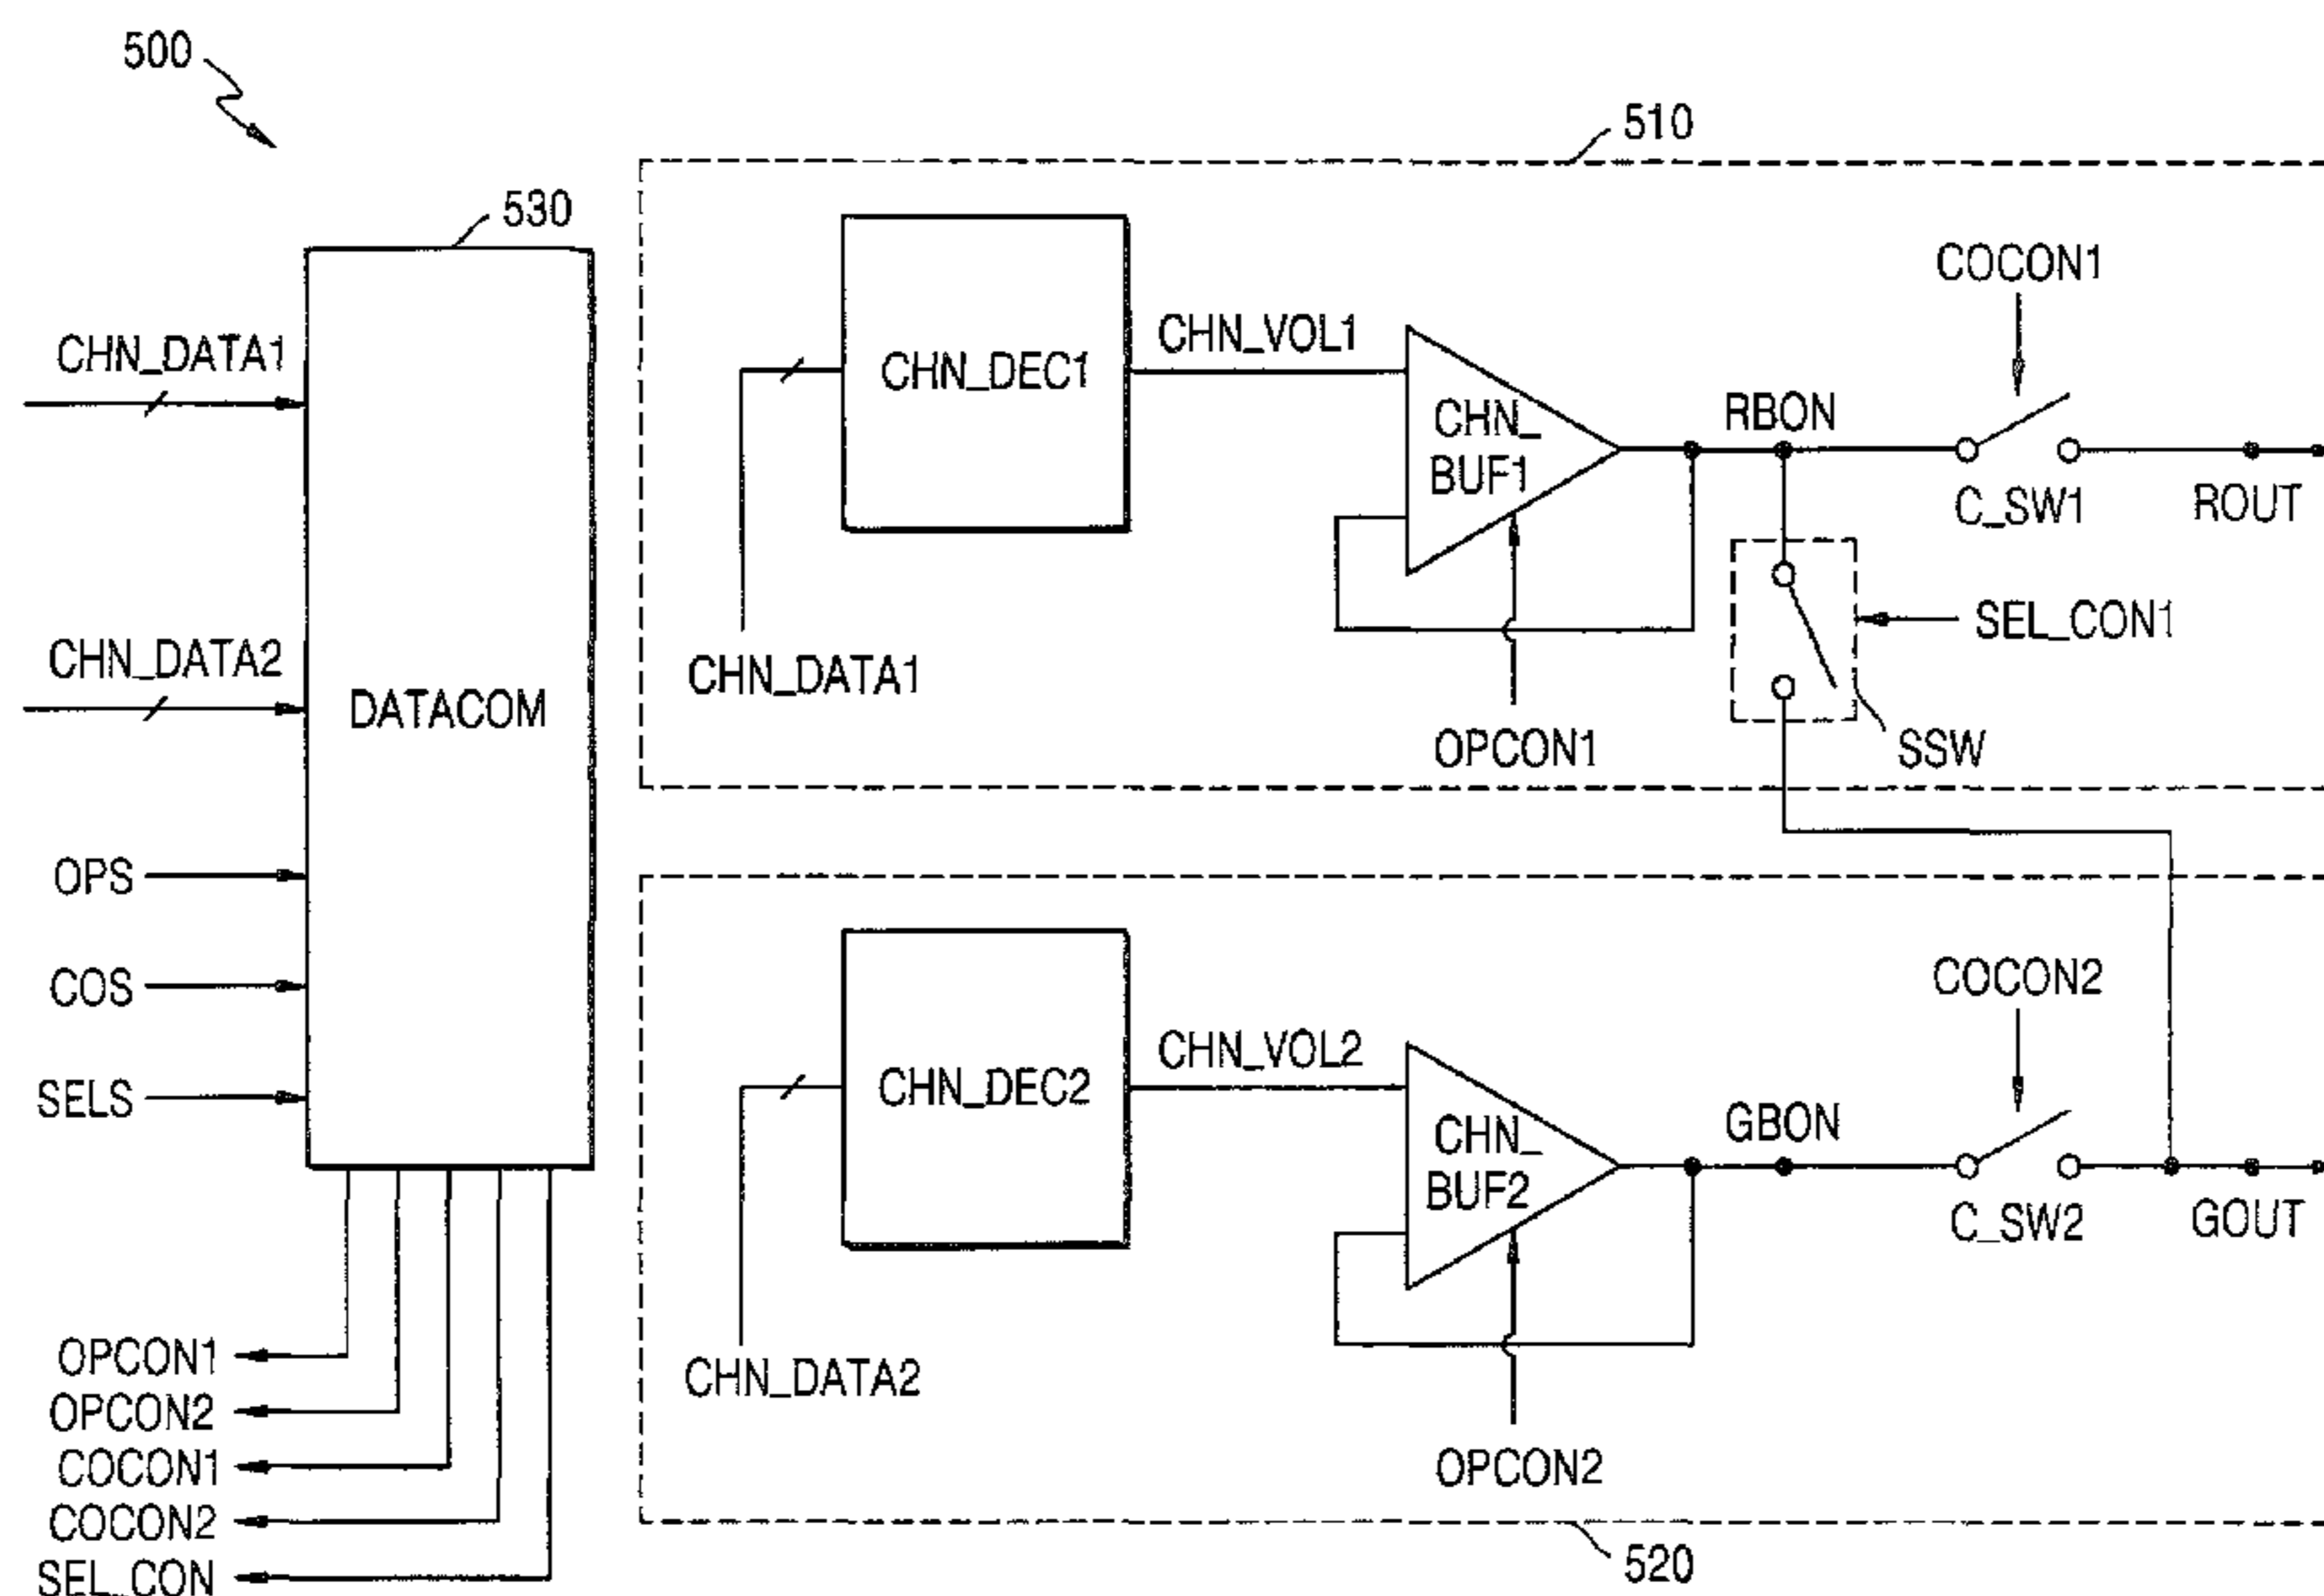 500
510
530
COCON1
CHN_DATA1
CHN_VOL1
CHN_DEC1
CHN_
BUF1
RBON
C_SW1
ROUT
SEL_CON1
CHN_DATA2
CHN_DATA1
DATACOM
OPCON1
SSW
OPS
COS
COCON2
SELS
CHN_VOL2
CHN_DEC2
CHN_
BUF2
GBON
C_SW2
GOUT
OPCON1
CHN_DATA2
OPCON2
COCON1
OPCON2
COCON2
SEL_CON
520